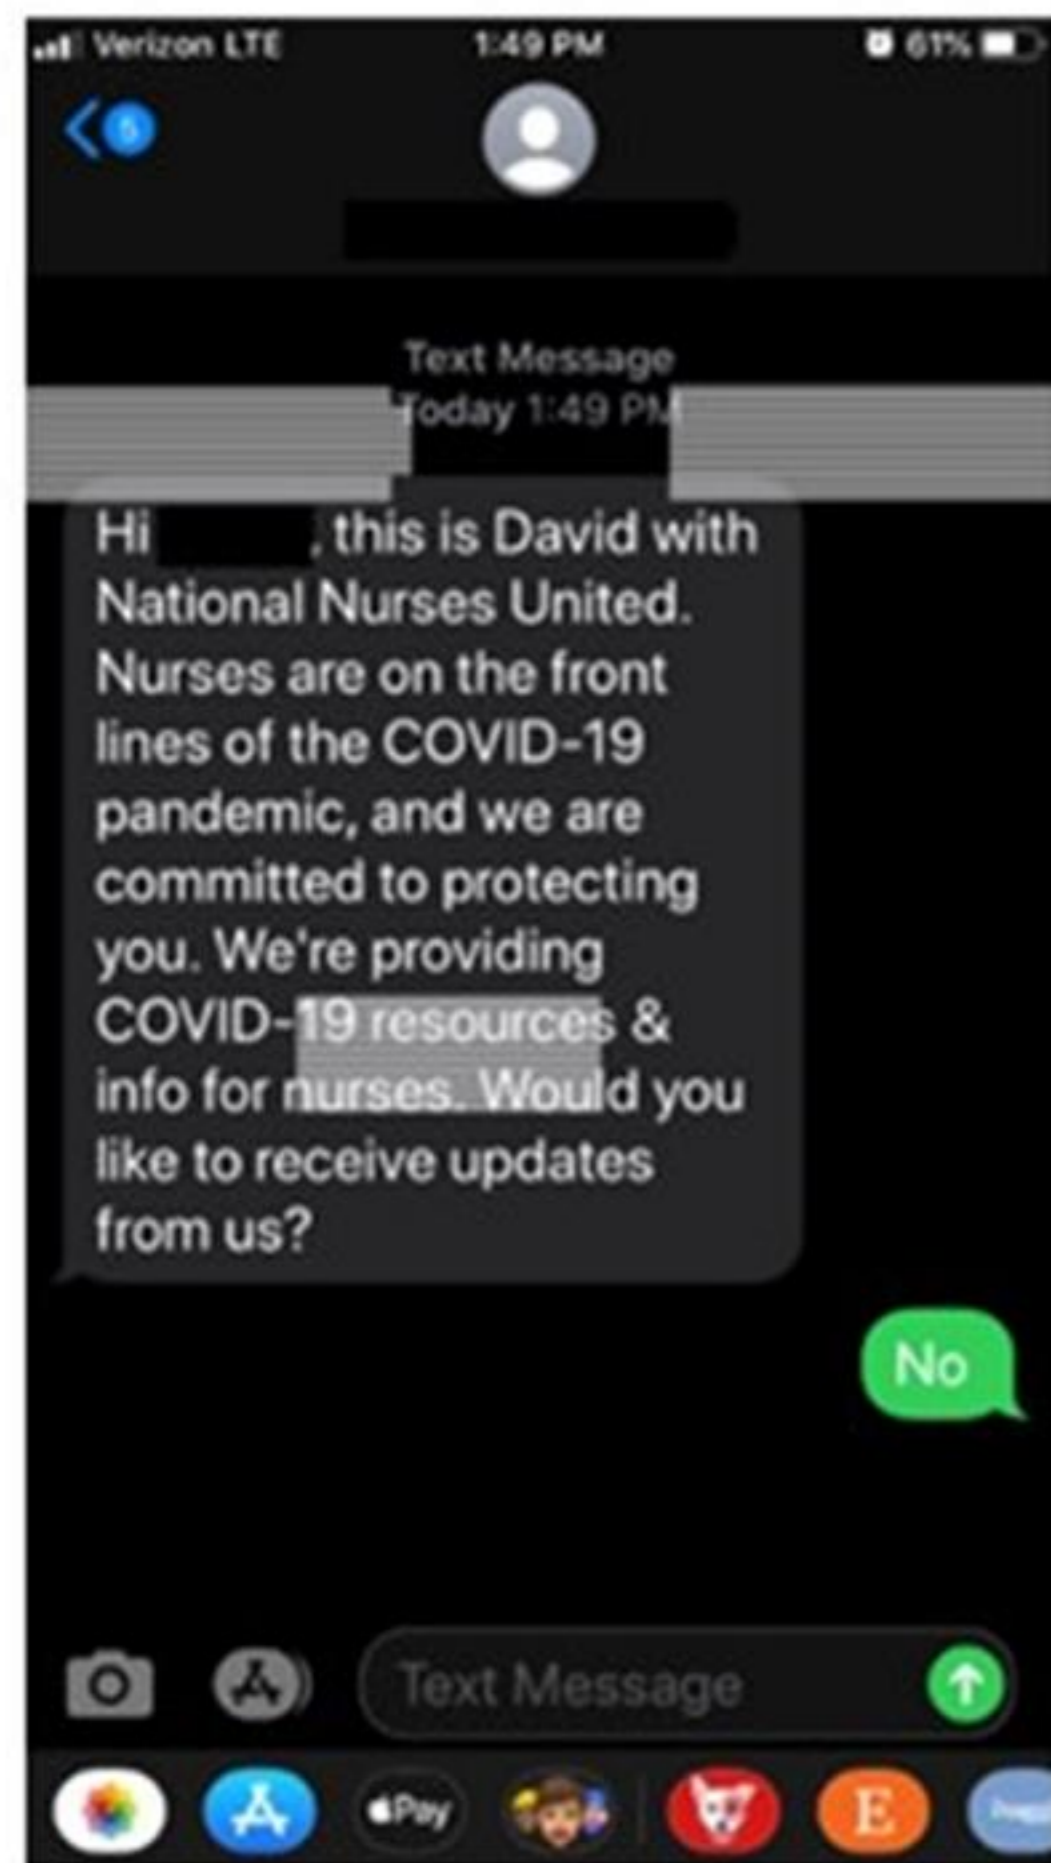 Verizon LTE 1:49 PM 61%
5
Text Message
Today 1:49 PM
Hi , this is David with
National Nurses United.
Nurses are on the front
lines of the COVID-19
pandemic, and we are
committed to protecting
you. We're providing
COVID-19 resources &
info for nurses. Would you
like to receive updates
from us?
No
Text Message
Pay
E